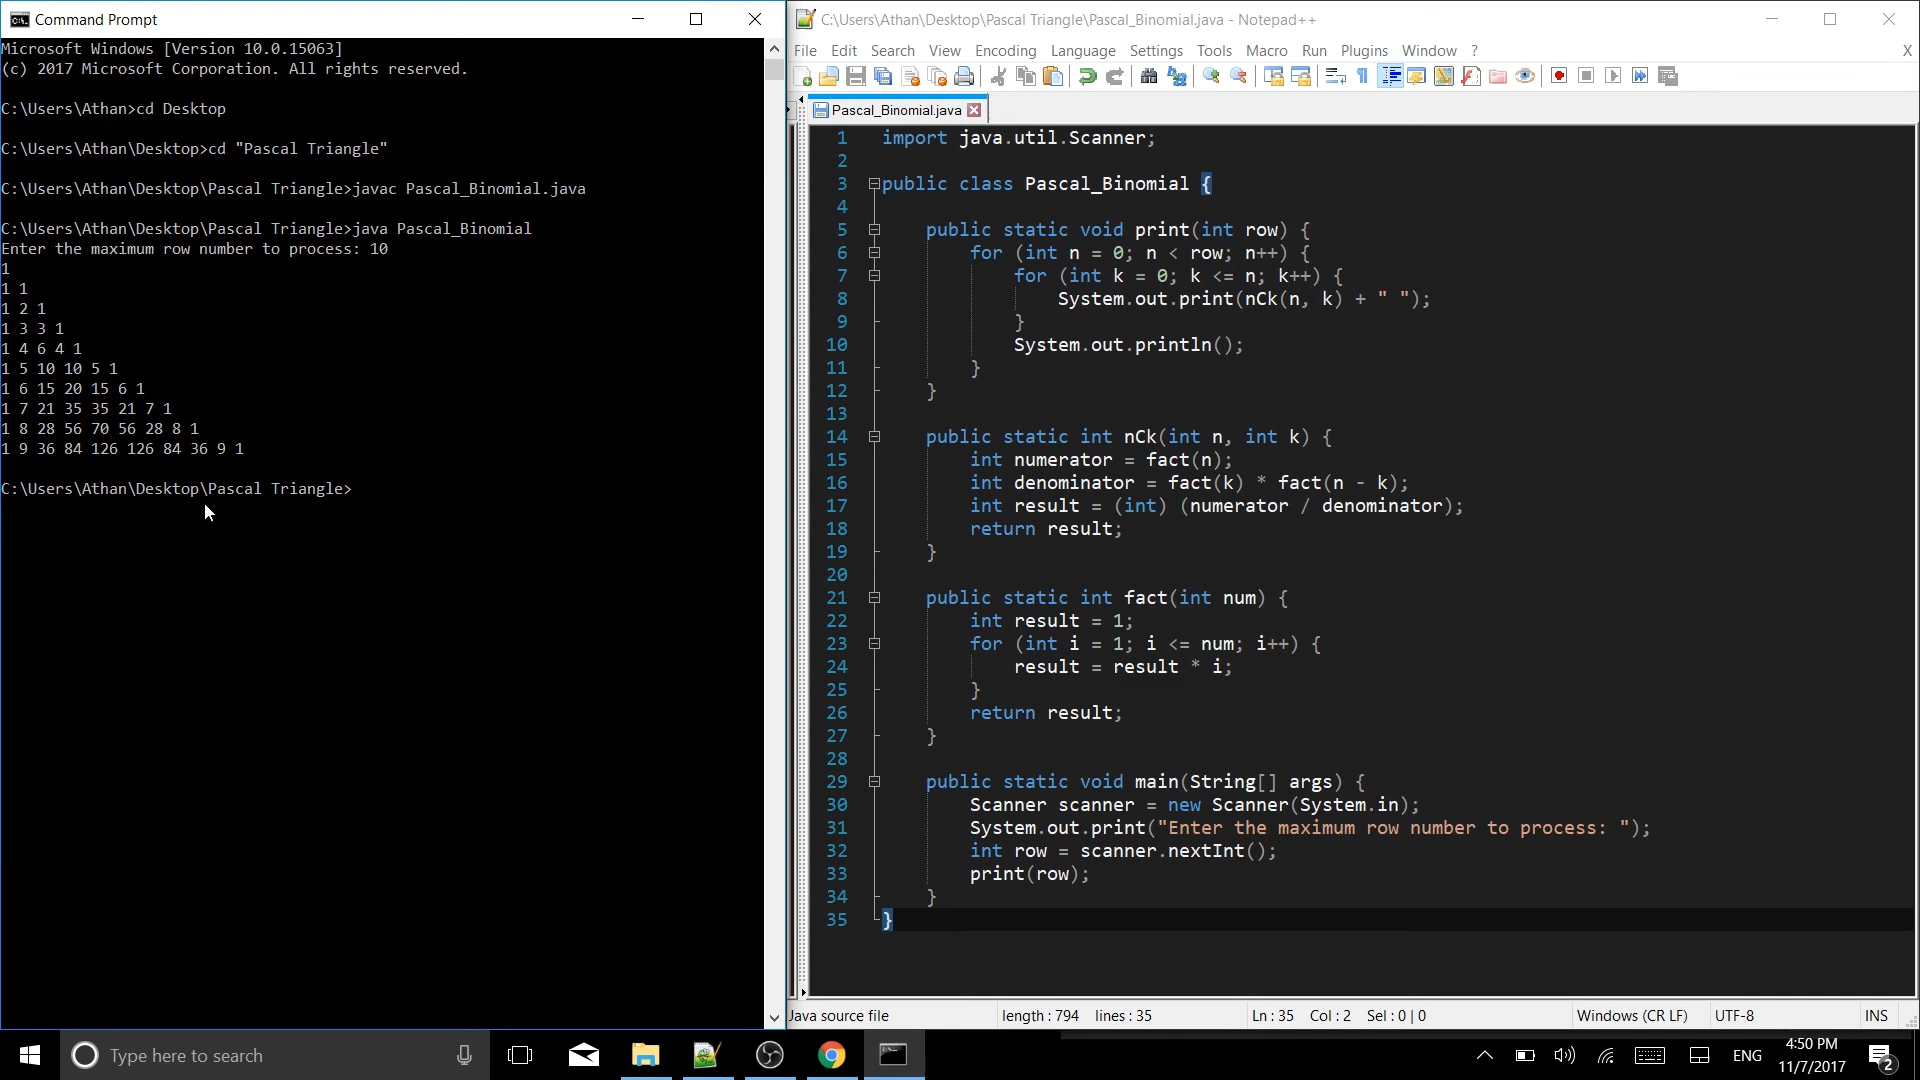 Command Prompt
Microsoft Windows [Version 10.0.15063]
(c) 2017 Microsoft Corporation. All rights reserved.
C:\Users\Athan>cd Desktop
C:\Users\Athan\Desktop>cd "Pascal Triangle"
C:\Users\Athan\Desktop\Pascal Triangle>javac Pascal_Binomial.java
C:\Users\Athan\Desktop\Pascal Triangle>java Pascal_Binomial
Enter the maximum row number to process: 10
1
1 1
1 2 1
1 3 3 1
1 4 6 4 1
1 5 10 10 5 1
1 6 15 20 15 6 1
1 7 21 35 35 21 7 1
1 8 28 56 70 56 28 8 1
1 9 36 84 126 126 84 36 9 1
C:\Users\Athan\Desktop\Pascal Triangle>
C:\Users\Athan\Desktop\Pascal Triangle\Pascal_Binomial.java - Notepad++
File Edit Search View Encoding Language Settings Tools Macro Run Plugins Window ? X
Pascal_Binomial.java
1 import java.util.Scanner;
2
3 public class Pascal_Binomial {
4
5 public static void print(int row) {
6 for (int n = 0; n < row; n++) {
7 for (int k = 0; k <= n; k++) {
8 System.out.print(nCk(n, k) + " ");
9 }
10 System.out.println();
11 }
12 }
13
14 public static int nCk(int n, int k) {
15 int numerator = fact(n);
16 int denominator = fact(k) * fact(n - k);
17 int result = (int) (numerator / denominator);
18 return result;
19 }
20
21 public static int fact(int num) {
22 int result = 1;
23 for (int i = 1; i <= num; i++) {
24 result = result * i;
25 }
26 return result;
27 }
28
29 public static void main(String[] args) {
30 Scanner scanner = new Scanner(System.in);
31 System.out.print("Enter the maximum row number to process: ");
32 int row = scanner.nextInt();
33 print(row);
34 }
35 }
Java source file length : 794 lines : 35 Ln : 35 Col : 2 Sel : 0 | 0 Windows (CR LF) UTF-8 INS
Type here to search
ENG
4:50 PM
11/7/2017
2